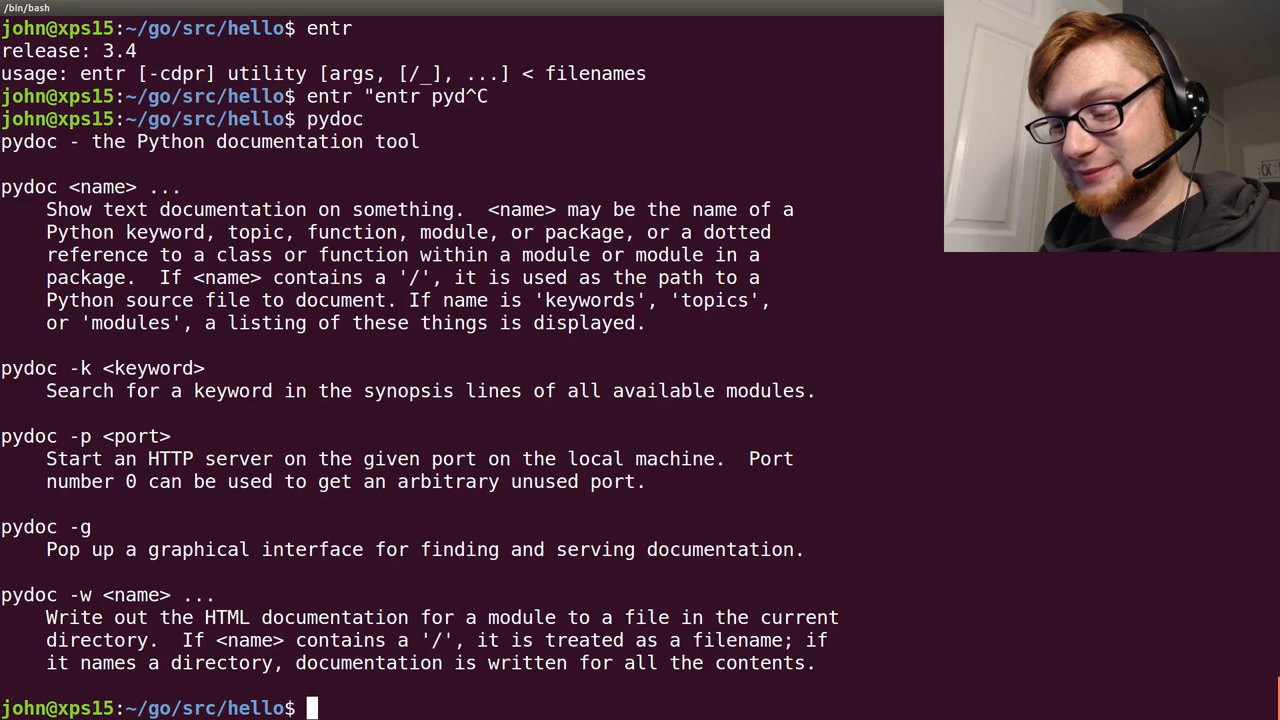 /bin/bash
john@xps15:~/go/src/hello$ entr
release: 3.4
usage: entr [-cdpr] utility [args, [/_], ...] < filenames
john@xps15:~/go/src/hello$ entr "entr pyd^C
john@xps15:~/go/src/hello$ pydoc
pydoc - the Python documentation tool
pydoc <name> ...
Show text documentation on something.  <name> may be the name of a
Python keyword, topic, function, module, or package, or a dotted
reference to a class or function within a module or module in a
package.  If <name> contains a '/', it is used as the path to a
Python source file to document. If name is 'keywords', 'topics',
or 'modules', a listing of these things is displayed.
pydoc -k <keyword>
Search for a keyword in the synopsis lines of all available modules.
pydoc -p <port>
Start an HTTP server on the given port on the local machine.  Port
number 0 can be used to get an arbitrary unused port.
pydoc -g
Pop up a graphical interface for finding and serving documentation.
pydoc -w <name> ...
Write out the HTML documentation for a module to a file in the current
directory.  If <name> contains a '/', it is treated as a filename; if
it names a directory, documentation is written for all the contents.
john@xps15:~/go/src/hello$